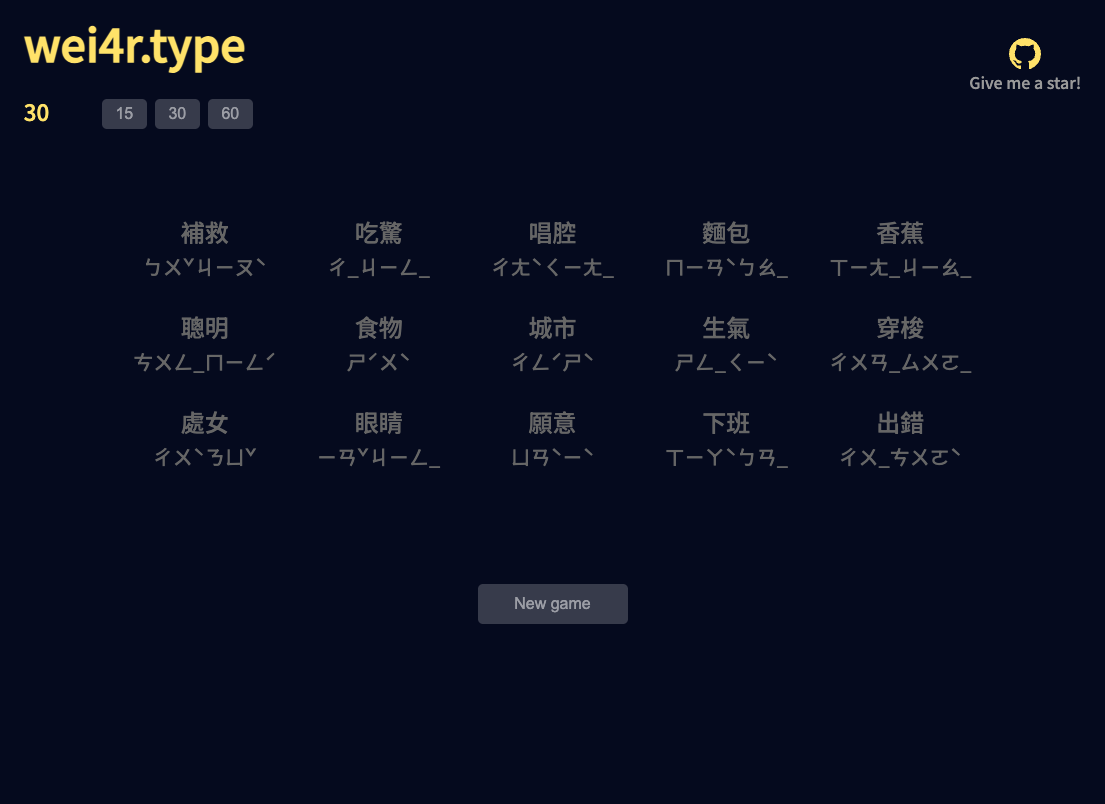 wei4r.type
Give me a star!
30 15 30 60
補救 吃驚 唱腔 麵包 香蕉
ㄅㄨˇㄐㄧㄡˋ ㄔ_ㄐㄧㄥ_ ㄔㄤˋㄑㄧㄤ_ ㄇㄧㄢˋㄅㄠ_ ㄒㄧㄤ_ㄐㄧㄠ_
聰明 食物 城市 生氣 穿梭
ㄘㄨㄥ_ㄇㄧㄥˊ ㄕˊㄨˋ ㄔㄥˊㄕˋ ㄕㄥ_ㄑㄧˋ ㄔㄨㄢ_ㄙㄨㄛ_
處女 眼睛 願意 下班 出錯
ㄔㄨˋㄋㄩˇ ㄧㄢˇㄐㄧㄥ_ ㄩㄢˋㄧˋ ㄒㄧㄚˋㄅㄢ_ ㄔㄨ_ㄘㄨㄛˋ
New game